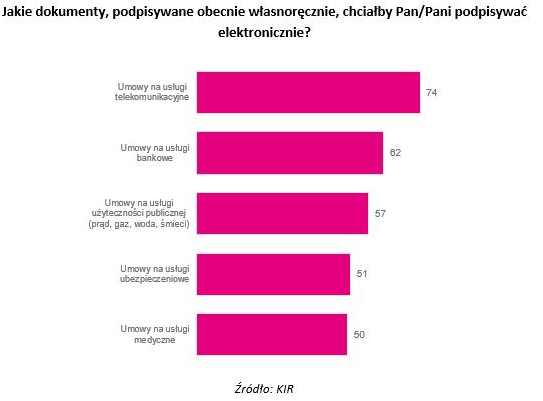 Jakie dokumenty, podpisywane obecnie własnoręcznie, chciałby Pan/Pani podpisywać
elektronicznie?
Umowy na usługi
telekomunikacyjne
74
Umowy na usługi
bankowe
62
Umowy na usługi
użyteczności publicznej
(prąd, gaz, woda, śmieci)
57
Umowy na usługi
ubezpieczeniowe
51
Umowy na usługi
medyczne
50
Źródło: KIR